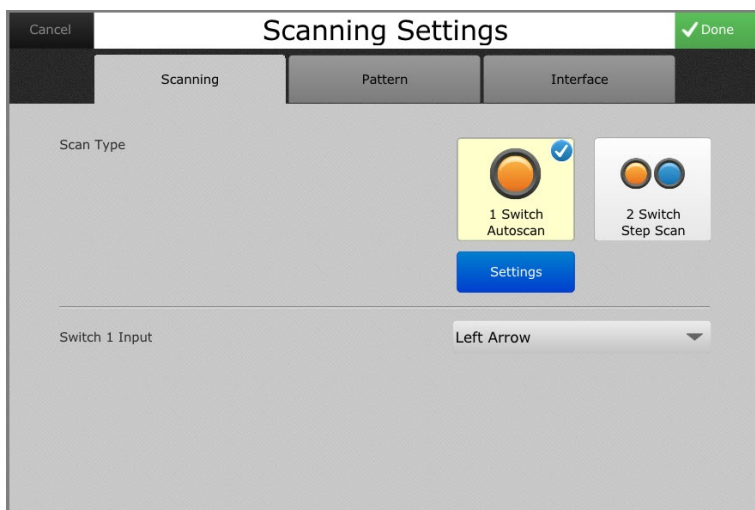 Cancel
Scanning Settings
Done
Scanning
Pattern
Interface
Scan Type
1 Switch
Autoscan
2 Switch
Step Scan
Settings
Switch 1 Input
Left Arrow